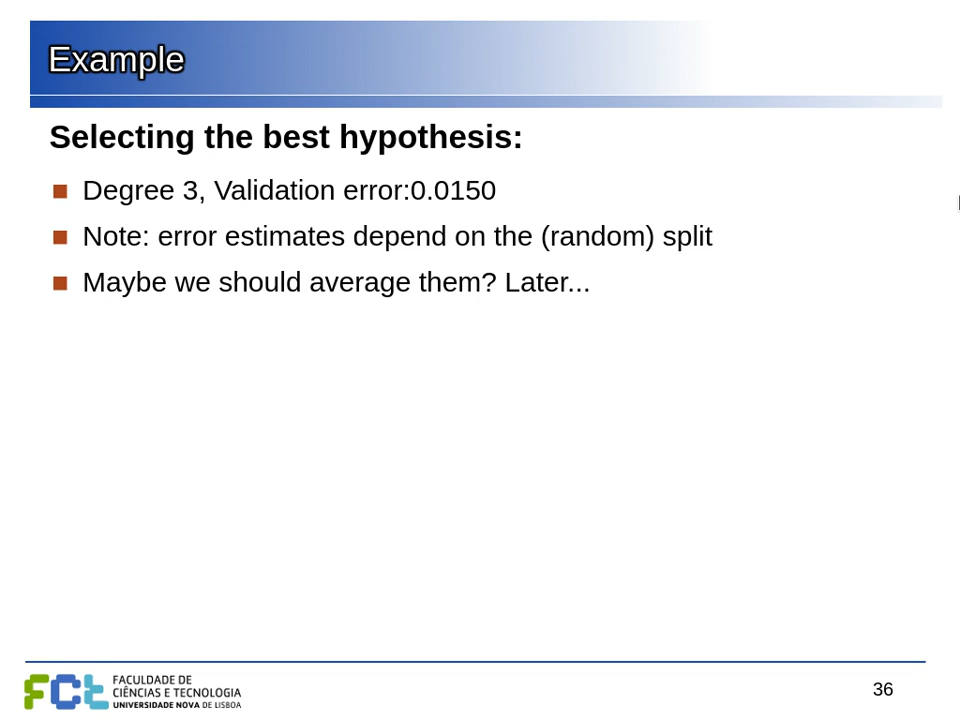 Example
Selecting the best hypothesis:
Degree 3, Validation error:0.0150
Note: error estimates depend on the (random) split
Maybe we should average them? Later...
FCt
FACULDADE DE
CIÊNCIAS E TECNOLOGIA
UNIVERSIDADE NOVA DE LISBOA
36